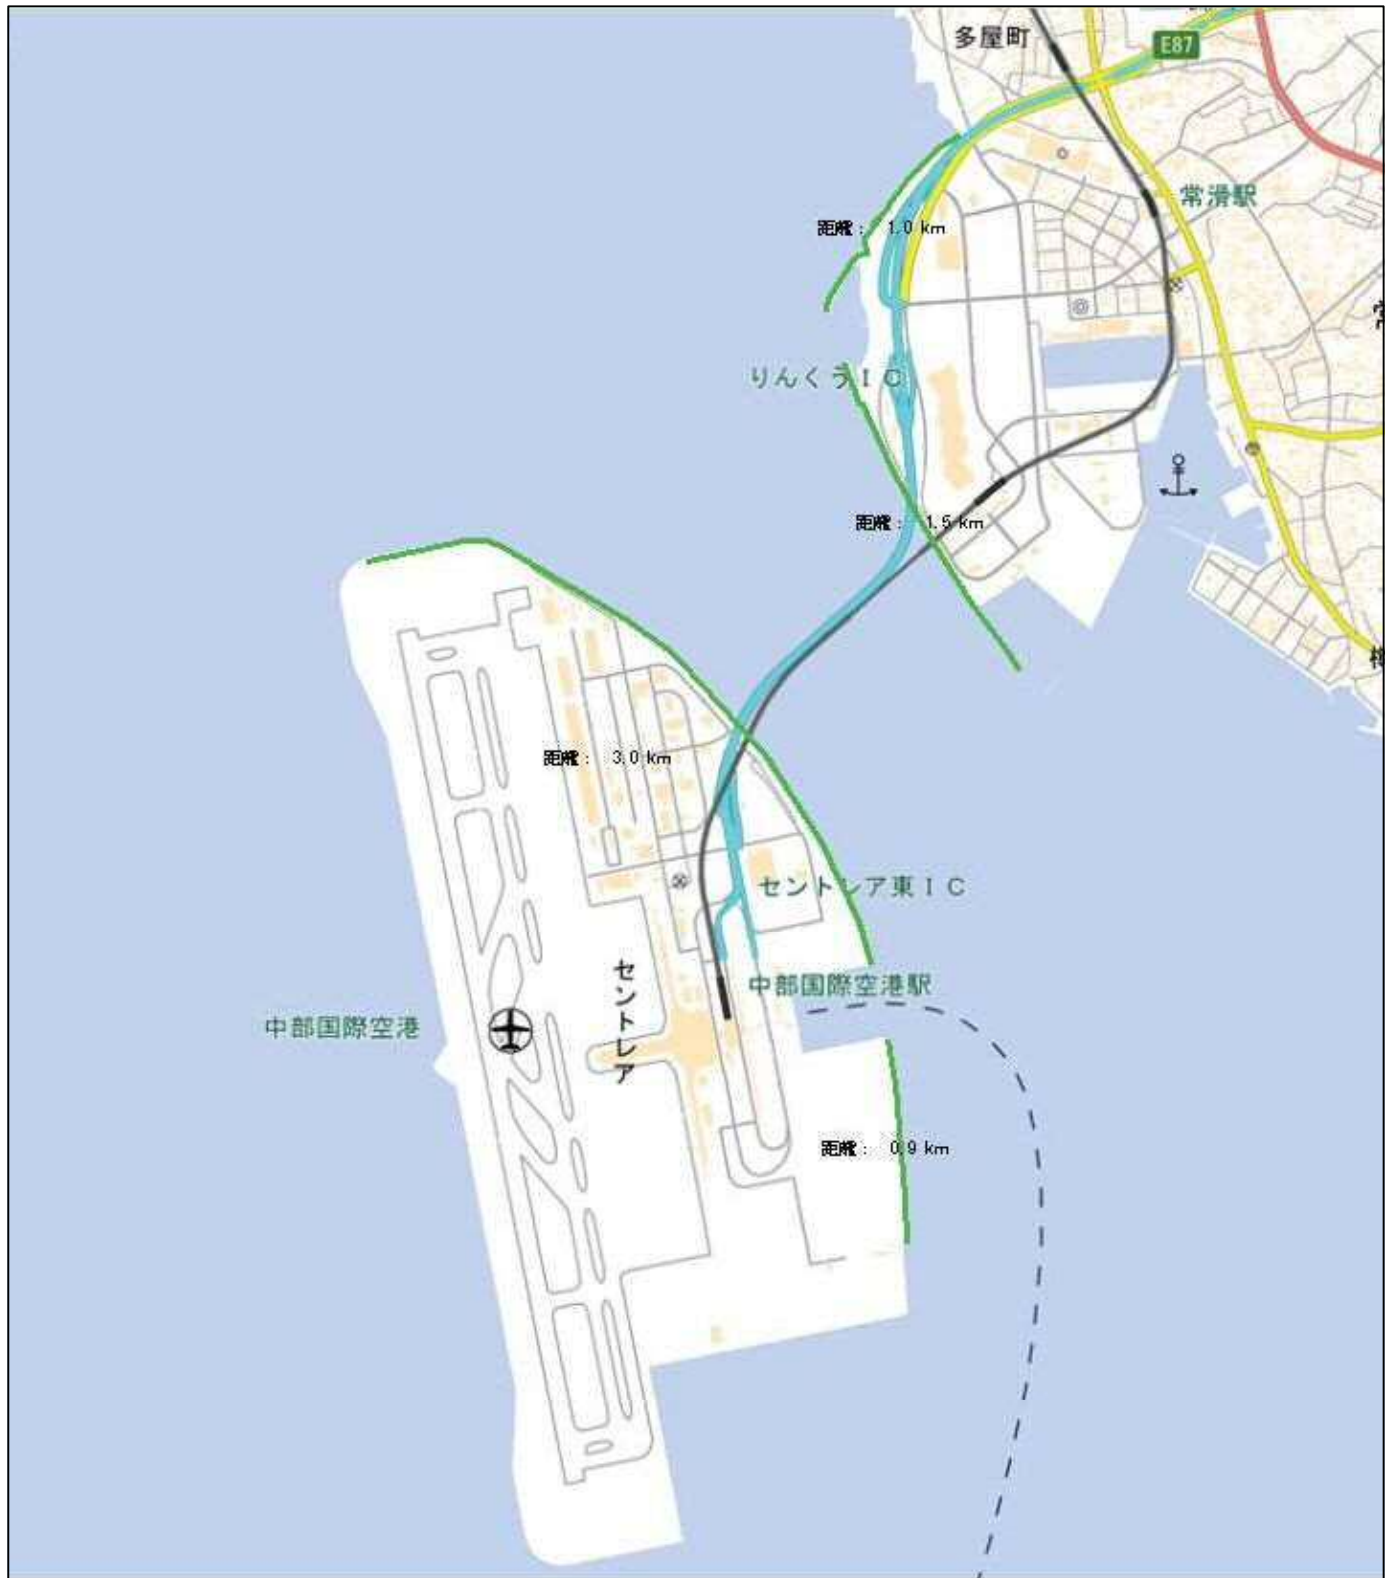 多屋町
E87
常滑駅
距離： 1.0 km
りんくうＩＣ
距離： 1.5 km
距離： 3.0 km
セントレア東ＩＣ
中部国際空港駅
セントレア
中部国際空港
距離： 0.9 km